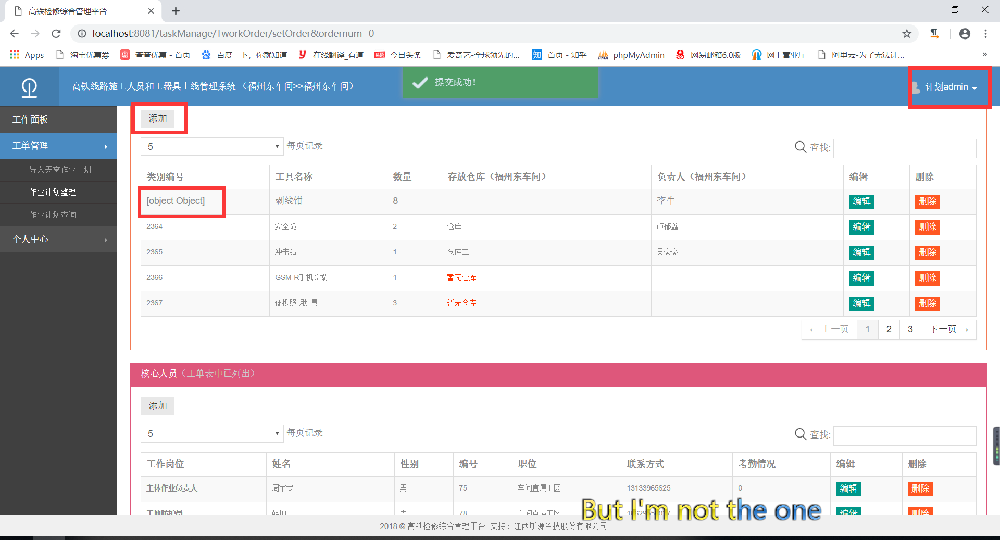 高铁检修综合管理平台
localhost:8081/taskManage/TworkOrder/setOrder&ordernum=0
Apps 淘宝优惠券 惠 查查优惠 - 首页 百度一下，你就知道 在线翻译_有道 头条 今日头条 爱奇艺-全球领先的... 知 首页 - 知乎 PMA phpMyAdmin 网易邮箱6.0版 网上营业厅 阿里云-为了无法计... »
高铁线路施工人员和工器具上线管理系统 （福州东车间>>福州东车间）
提交成功！
计划admin
工作面板
工单管理
导入天窗作业计划
作业计划整理
作业计划查询
个人中心
添加
5 每页记录 查找:
类别编号 工具名称 数量 存放仓库（福州东车间） 负责人（福州东车间） 编辑 删除
[object Object] 剥线钳 8 李牛 编辑 删除
2364 安全绳 2 仓库二 卢郁鑫 编辑 删除
2365 冲击钻 1 仓库二 吴豪豪 编辑 删除
2366 GSM-R手机终端 1 暂无仓库 编辑 删除
2367 便携照明灯具 3 暂无仓库 编辑 删除
← 上一页 1 2 3 下一页 →
核心人员（工单表中已列出）
添加
5 每页记录 查找:
工作岗位 姓名 性别 编号 职位 联系方式 考勤情况 编辑 删除
主体作业负责人 周军武 男 75 车间直属工区 13133965625 0 编辑 删除
工地防护员 韩坤 男 78 车间直属工区 编辑 删除
But I'm not the one
2018 © 高铁检修综合管理平台. 支持：江西斯源科技股份有限公司